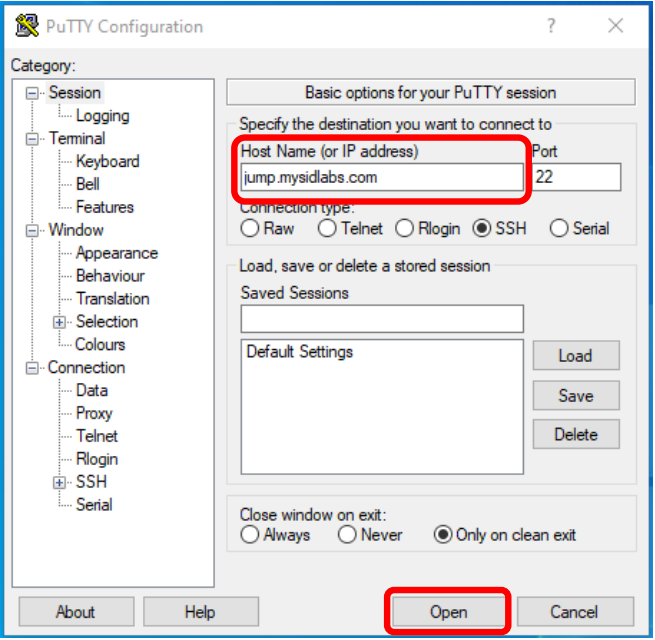 PuTTY Configuration
Category:
Session
Logging
Terminal
Keyboard
Bell
Features
Window
Appearance
Behaviour
Translation
Selection
Colours
Connection
Data
Proxy
Telnet
Rlogin
SSH
Serial
Basic options for your PuTTY session
Specify the destination you want to connect to
Host Name (or IP address) Port
jump.mysidlabs.com 22
Connection type:
Raw Telnet Rlogin SSH Serial
Load, save or delete a stored session
Saved Sessions
Default Settings
Load
Save
Delete
Close window on exit:
Always Never Only on clean exit
About Help Open Cancel